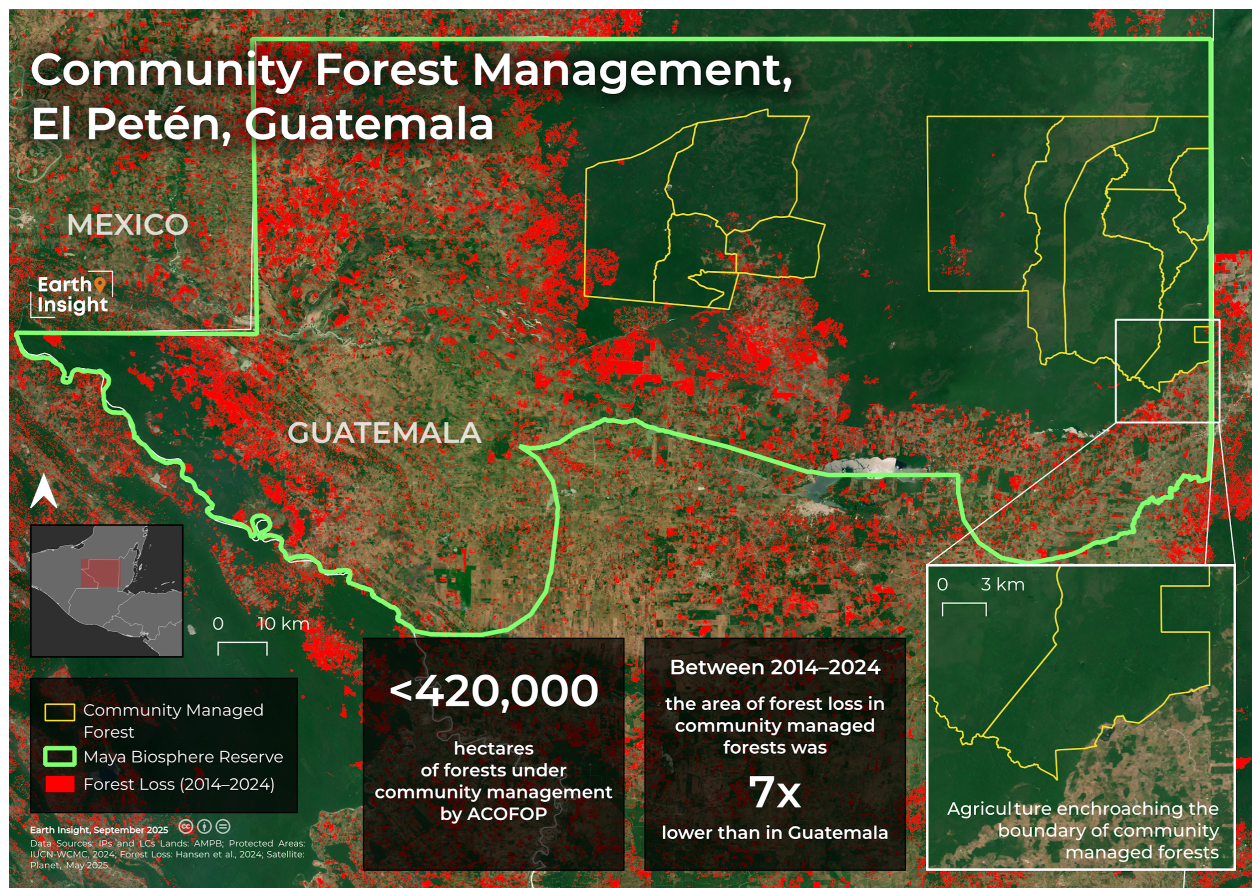 Community Forest Management,
El Petén, Guatemala
MEXICO
Earth
Insight
GUATEMALA
0 10 km
Community Managed
Forest
Maya Biosphere Reserve
Forest Loss (2014–2024)
Earth Insight, September 2025
cc
Data Sources: IPs and LCs Lands: AMPB; Protected Areas:
IUCN-WCMC, 2024; Forest Loss: Hansen et al., 2024; Satellite:
Planet, May 2025.
<420,000
hectares
of forests under
community management
by ACOFOP
Between 2014–2024
the area of forest loss in
community managed
forests was
7x
lower than in Guatemala
0 3 km
Agriculture enchroaching the
boundary of community
managed forests